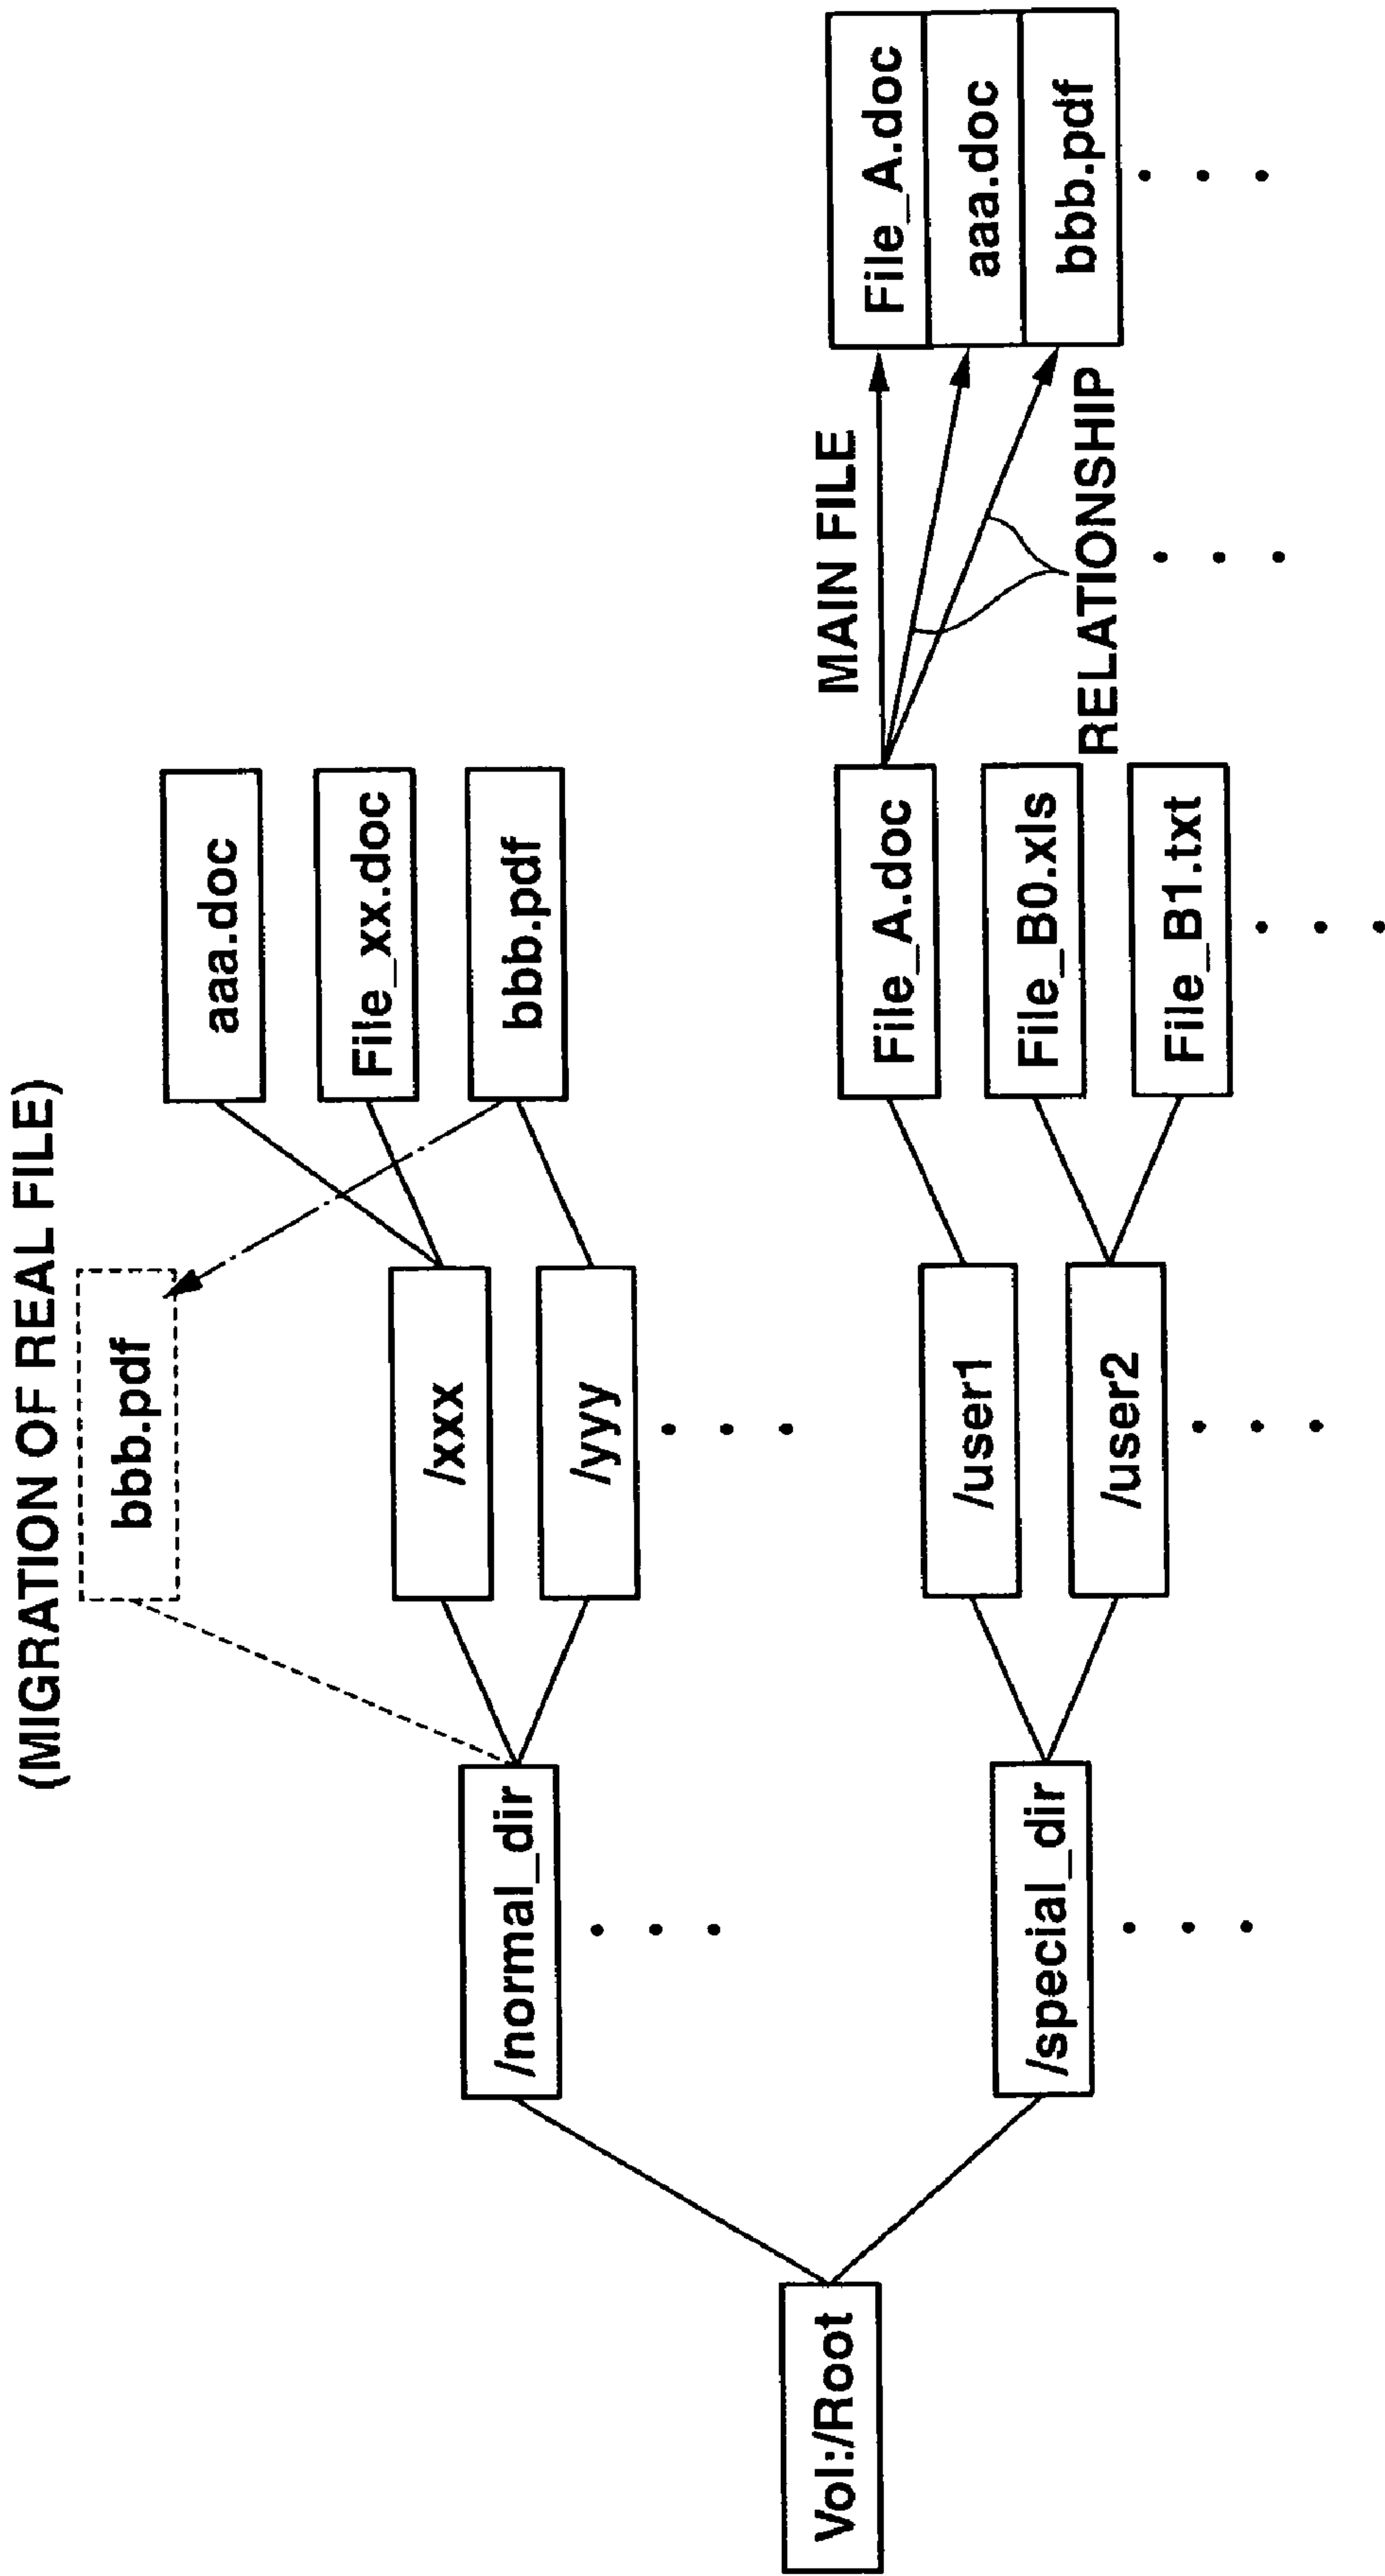 (MIGRATION OF REAL FILE)
bbb.pdf
aaa.doc
/xxx
File_xx.doc
/normal_dir
/yyy
bbb.pdf
Vol:/Root
MAIN FILE
File_A.doc
/user1
File_A.doc
aaa.doc
/special_dir
/user2
File_B0.xls
bbb.pdf
RELATIONSHIP
File_B1.txt